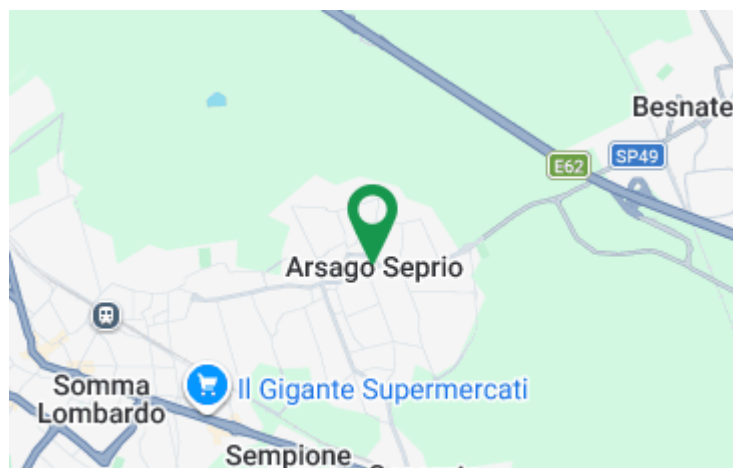 Besnate
SP49
E62
Arsago Seprio
Il Gigante Supermercati
Somma
Lombardo
Sempione